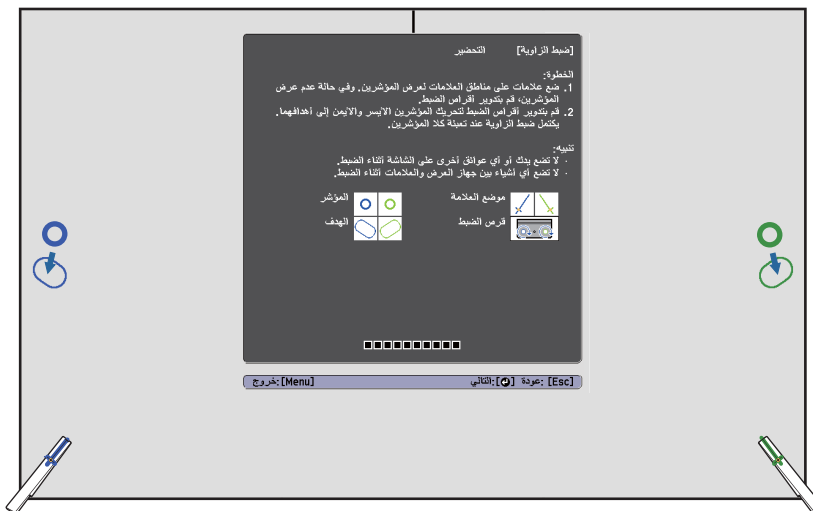 [ضبط الزاوية] التحضير
الخطوة:
1. ضع علامات على مناطق العلامات لعرض المؤشرين. وفي حالة عدم عرض
المؤشرين، قم بتدوير أقراص الضبط.
2. قم بتدوير أقراص الضبط لتحريك المؤشرين الأيسر والأيمن إلى أهدافهما.
يكتمل ضبط الزاوية عند تعبئة كلا المؤشرين.
تنبيه:
· لا تضع يدك أو أي عوائق أخرى على الشاشة أثناء الضبط.
· لا تضع أي أشياء بين جهاز العرض والعلامات أثناء الضبط.
موضع العلامة المؤشر
قرص الضبط الهدف
[Esc] :عودة [↵]:التالي [Menu]:خروج